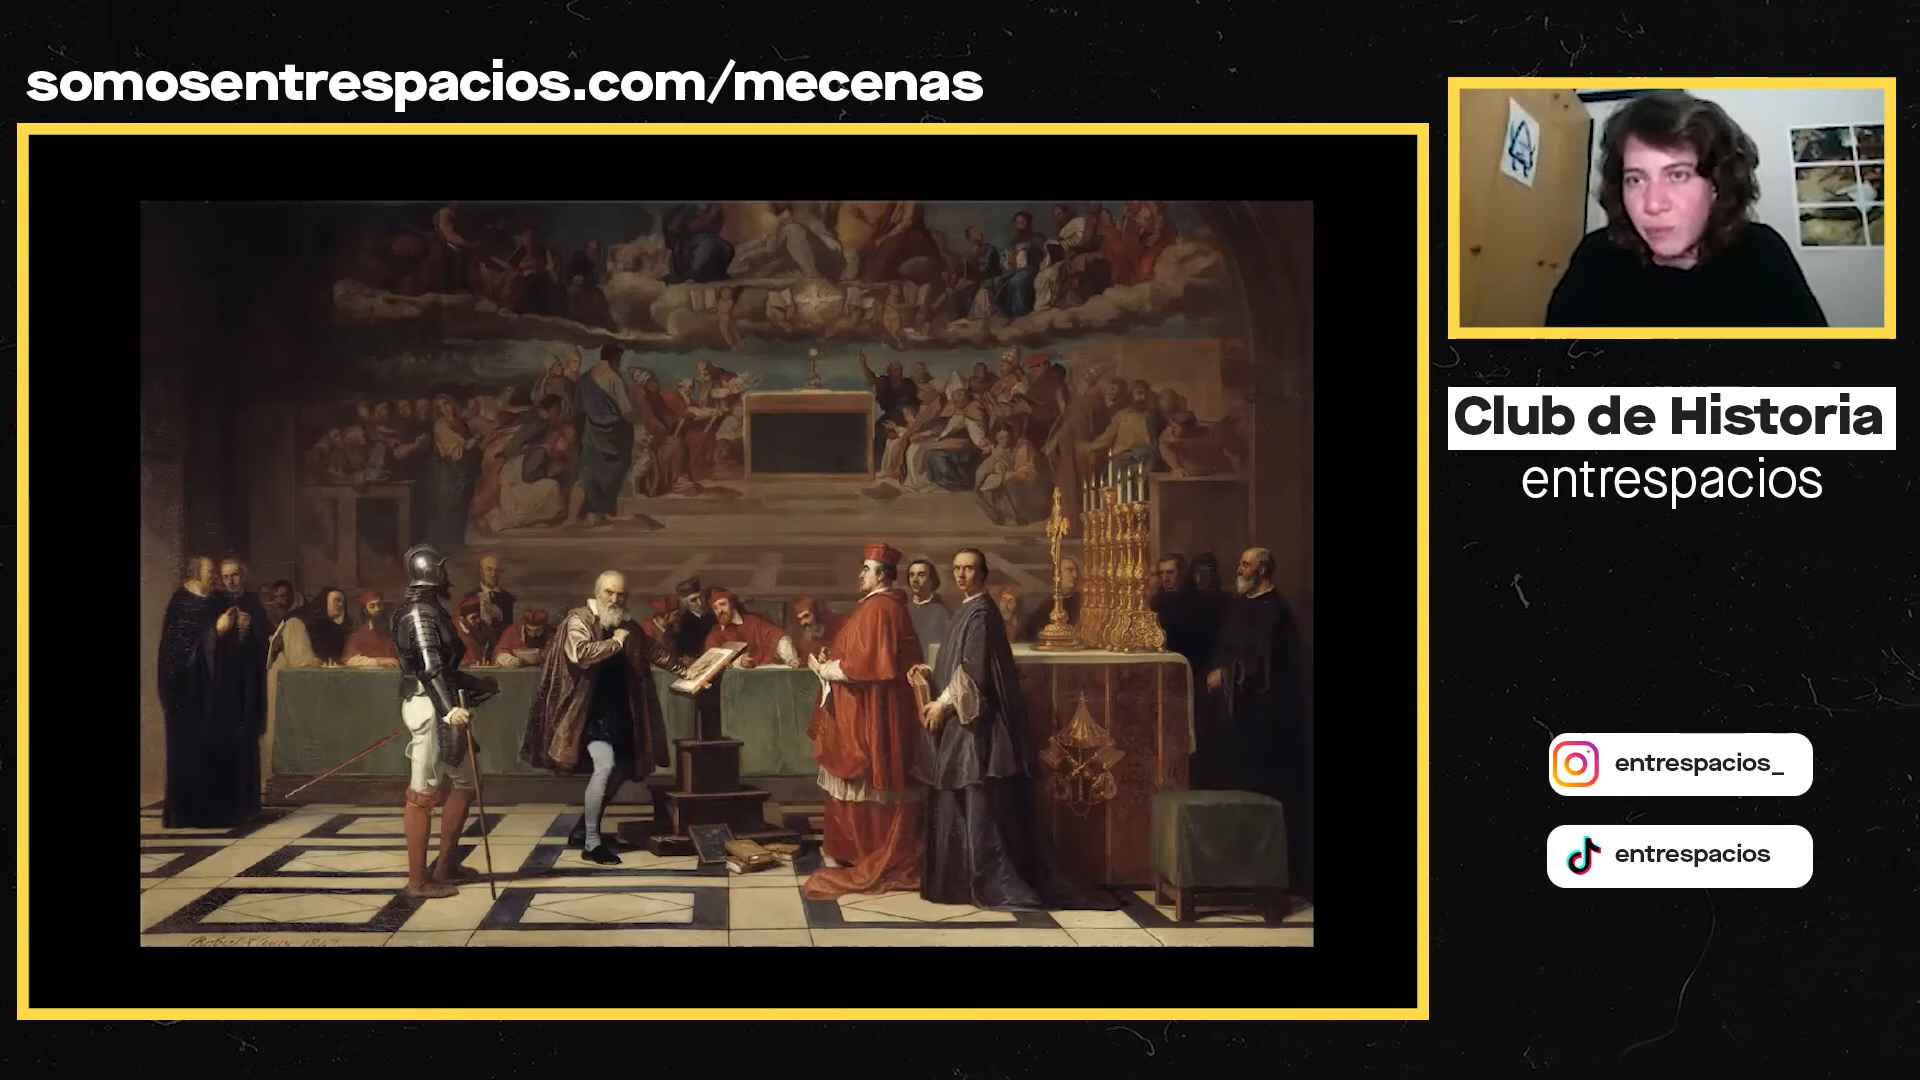 somosentrespacios.com/mecenas
Club de Historia
entrespacios
entrespacios_
entrespacios